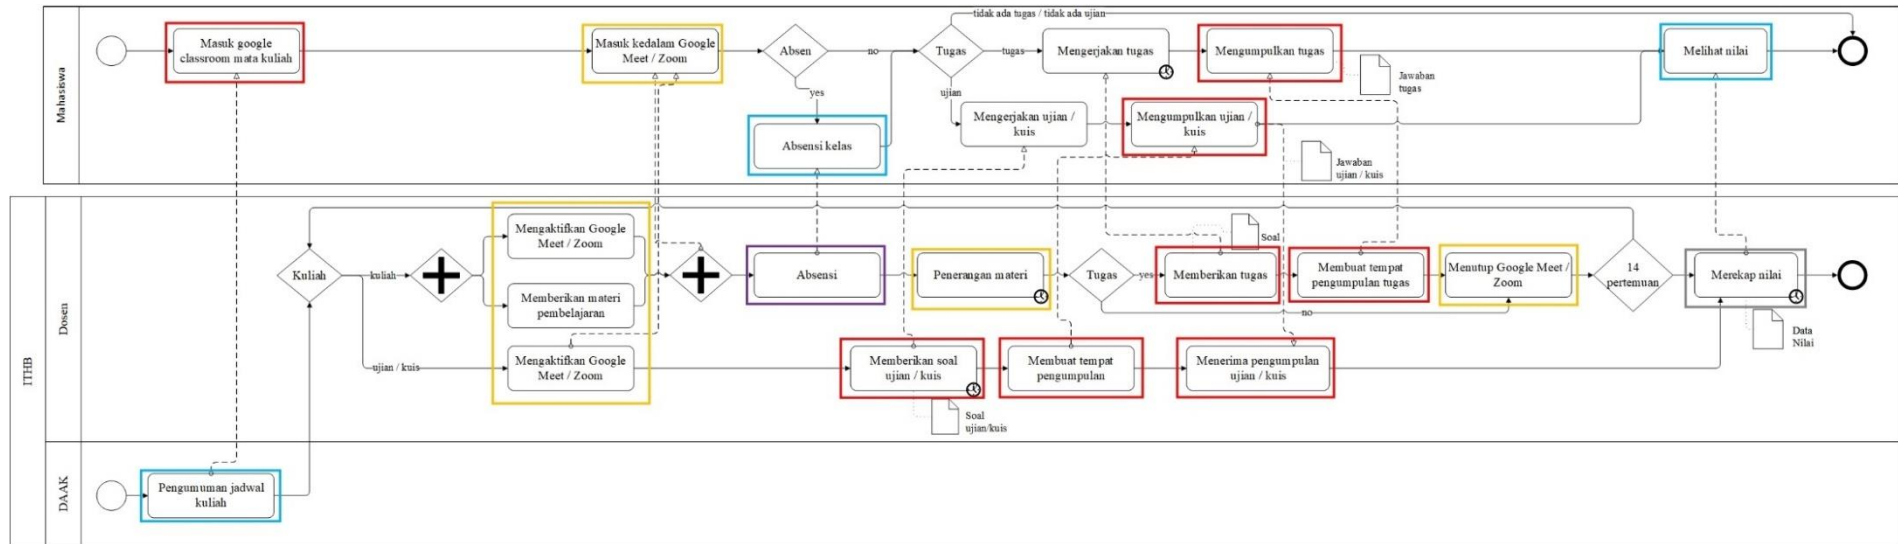 Mahasiswa
Masuk google
classroom mata kuliah
Masuk kedalam Google
Meet / Zoom
Absen
no
yes
Absensi kelas
Tugas
tidak ada tugas / tidak ada ujian
tugas
ujian
Mengerjakan tugas
Mengumpulkan tugas
Jawaban
tugas
Mengerjakan ujian /
kuis
Mengumpulkan ujian /
kuis
Jawaban
ujian / kuis
Melihat nilai
ITHB
Dosen
Kuliah
kuliah
ujian / kuis
Mengaktifkan Google
Meet / Zoom
Memberikan materi
pembelajaran
Mengaktifkan Google
Meet / Zoom
Absensi
Penerangan materi
Tugas
yes
no
Memberikan tugas
Soal
Membuat tempat
pengumpulan tugas
Menutup Google Meet /
Zoom
14
pertemuan
Merekap nilai
Data
Nilai
Memberikan soal
ujian / kuis
Soal
ujian/kuis
Membuat tempat
pengumpulan
Menerima pengumpulan
ujian / kuis
DAAK
Pengumuman jadwal
kuliah